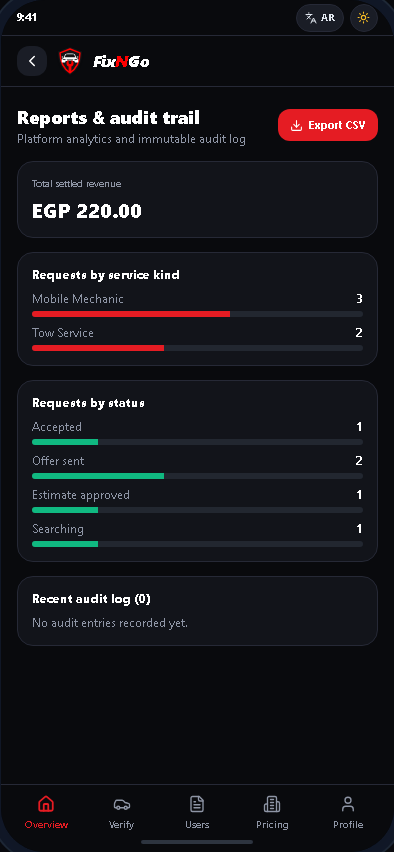 9:41
AR
FixNGo
Reports & audit trail
Platform analytics and immutable audit log
Export CSV
Total settled revenue
EGP 220.00
Requests by service kind
Mobile Mechanic 3
Tow Service 2
Requests by status
Accepted 1
Offer sent 2
Estimate approved 1
Searching 1
Recent audit log (0)
No audit entries recorded yet.
Overview Verify Users Pricing Profile